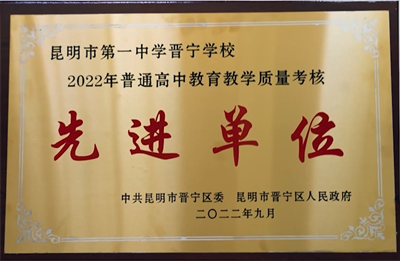 昆明市第一中学晋宁学校
2022年普通高中教育教学质量考核
先进单位
中共昆明市晋宁区委 昆明市晋宁区人民政府
二〇二二年九月